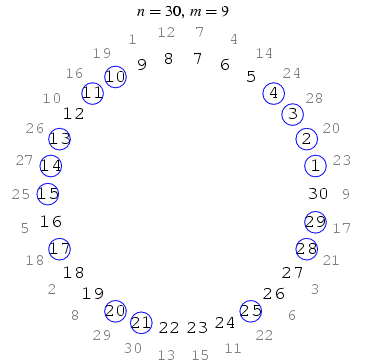 n = 30, m = 9
12 7
1 4
19 14
8 7
9 6
16 10 5 24
10 11 4 28
12 3
26 13 2 20
27 14 1 23
25 15 30 9
5 16 29 17
18 17 28 21
2 18 27 3
8 19 26 6
29 20 25 22
30 21 22 23 24 11
13 15